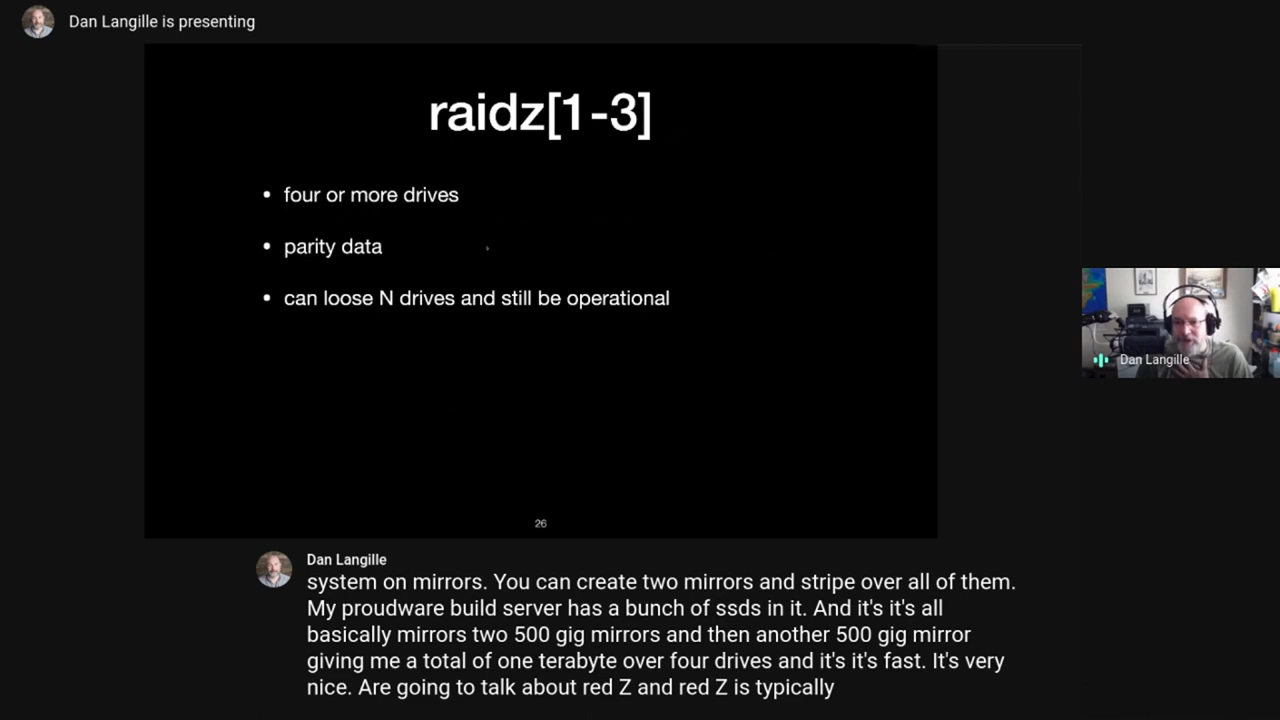 Dan Langille is presenting
raidz[1-3]
• four or more drives
• parity data
• can loose N drives and still be operational
26
Dan Langille
Dan Langille
system on mirrors. You can create two mirrors and stripe over all of them.
My proudware build server has a bunch of ssds in it. And it's it's all
basically mirrors two 500 gig mirrors and then another 500 gig mirror
giving me a total of one terabyte over four drives and it's it's fast. It's very
nice. Are going to talk about red Z and red Z is typically